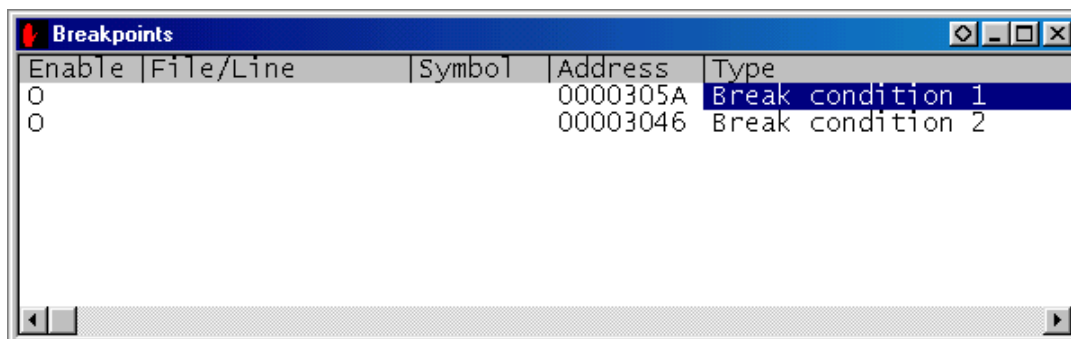 Breakpoints
Enable |File/Line |Symbol |Address |Type
O 0000305A Break condition 1
O 00003046 Break condition 2